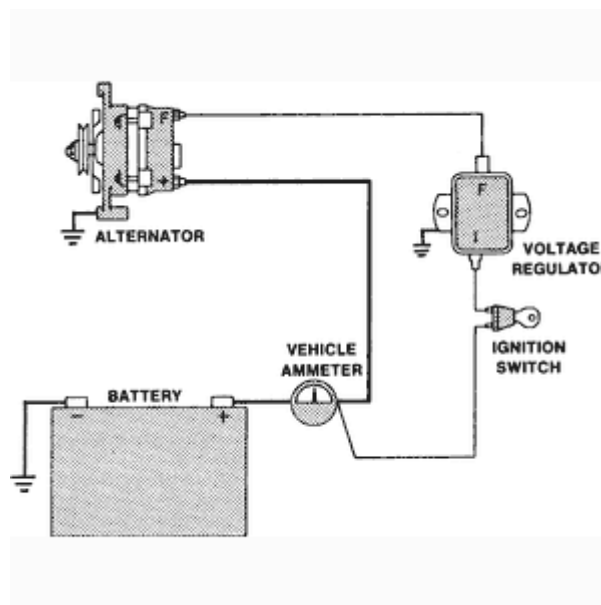 F
+
ALTERNATOR
F
I
VOLTAGE
REGULATO
IGNITION
SWITCH
VEHICLE
AMMETER
BATTERY
-
+